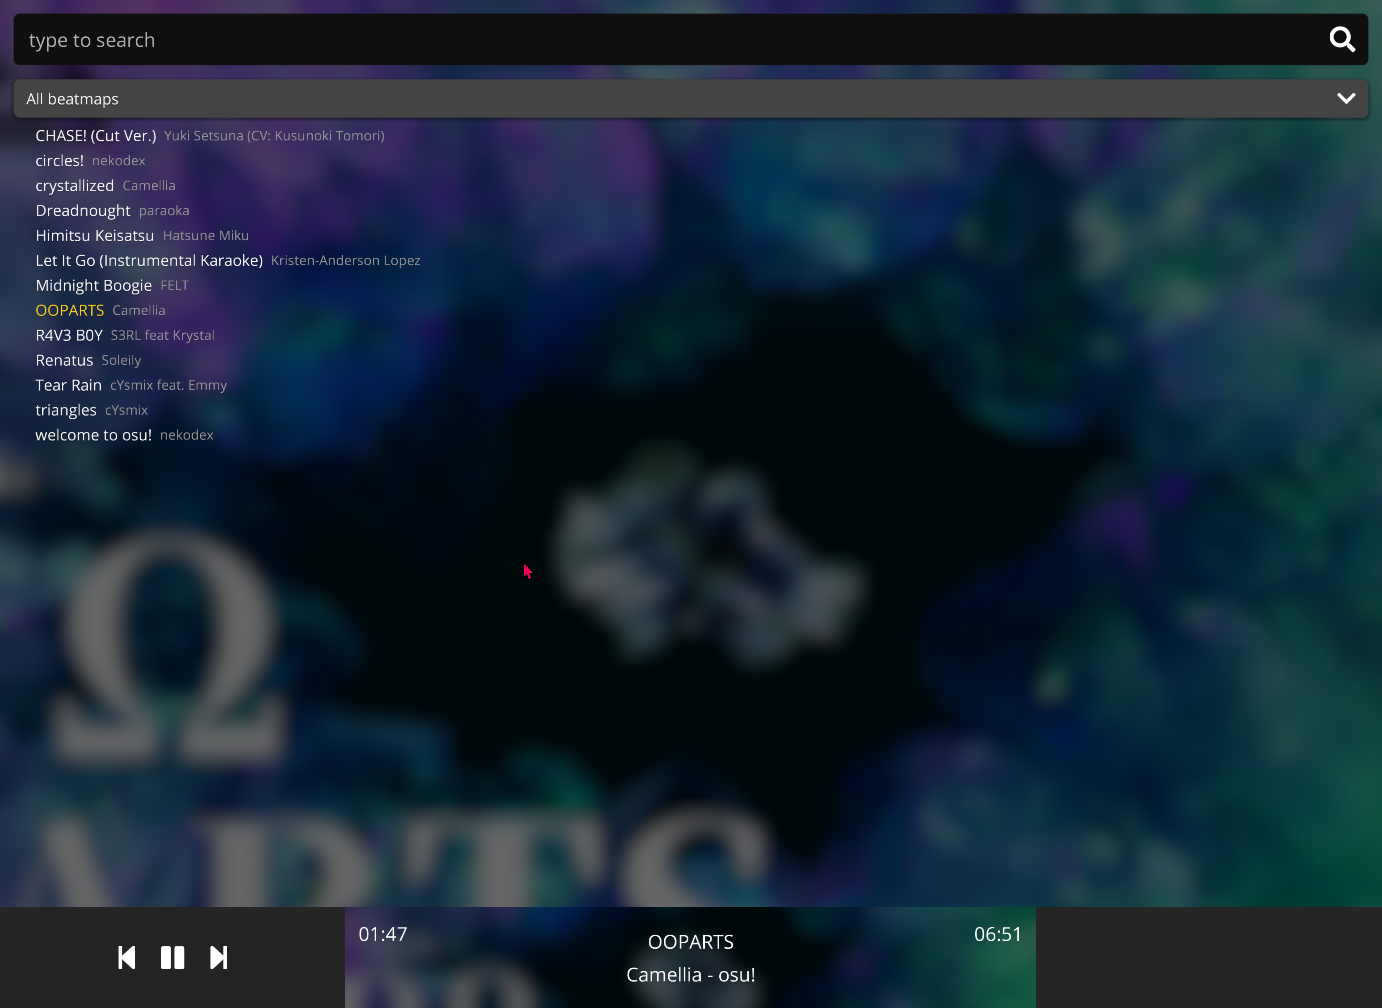 type to search
All beatmaps
CHASE! (Cut Ver.) Yuki Setsuna (CV: Kusunoki Tomori)
circles! nekodex
crystallized Camellia
Dreadnought paraoka
Himitsu Keisatsu Hatsune Miku
Let It Go (Instrumental Karaoke) Kristen-Anderson Lopez
Midnight Boogie FELT
OOPARTS Camellia
R4V3 B0Y S3RL feat Krystal
Renatus Soleily
Tear Rain cYsmix feat. Emmy
triangles cYsmix
welcome to osu! nekodex
Ω
ARTS
01:47
OOPARTS
06:51
Camellia - osu!